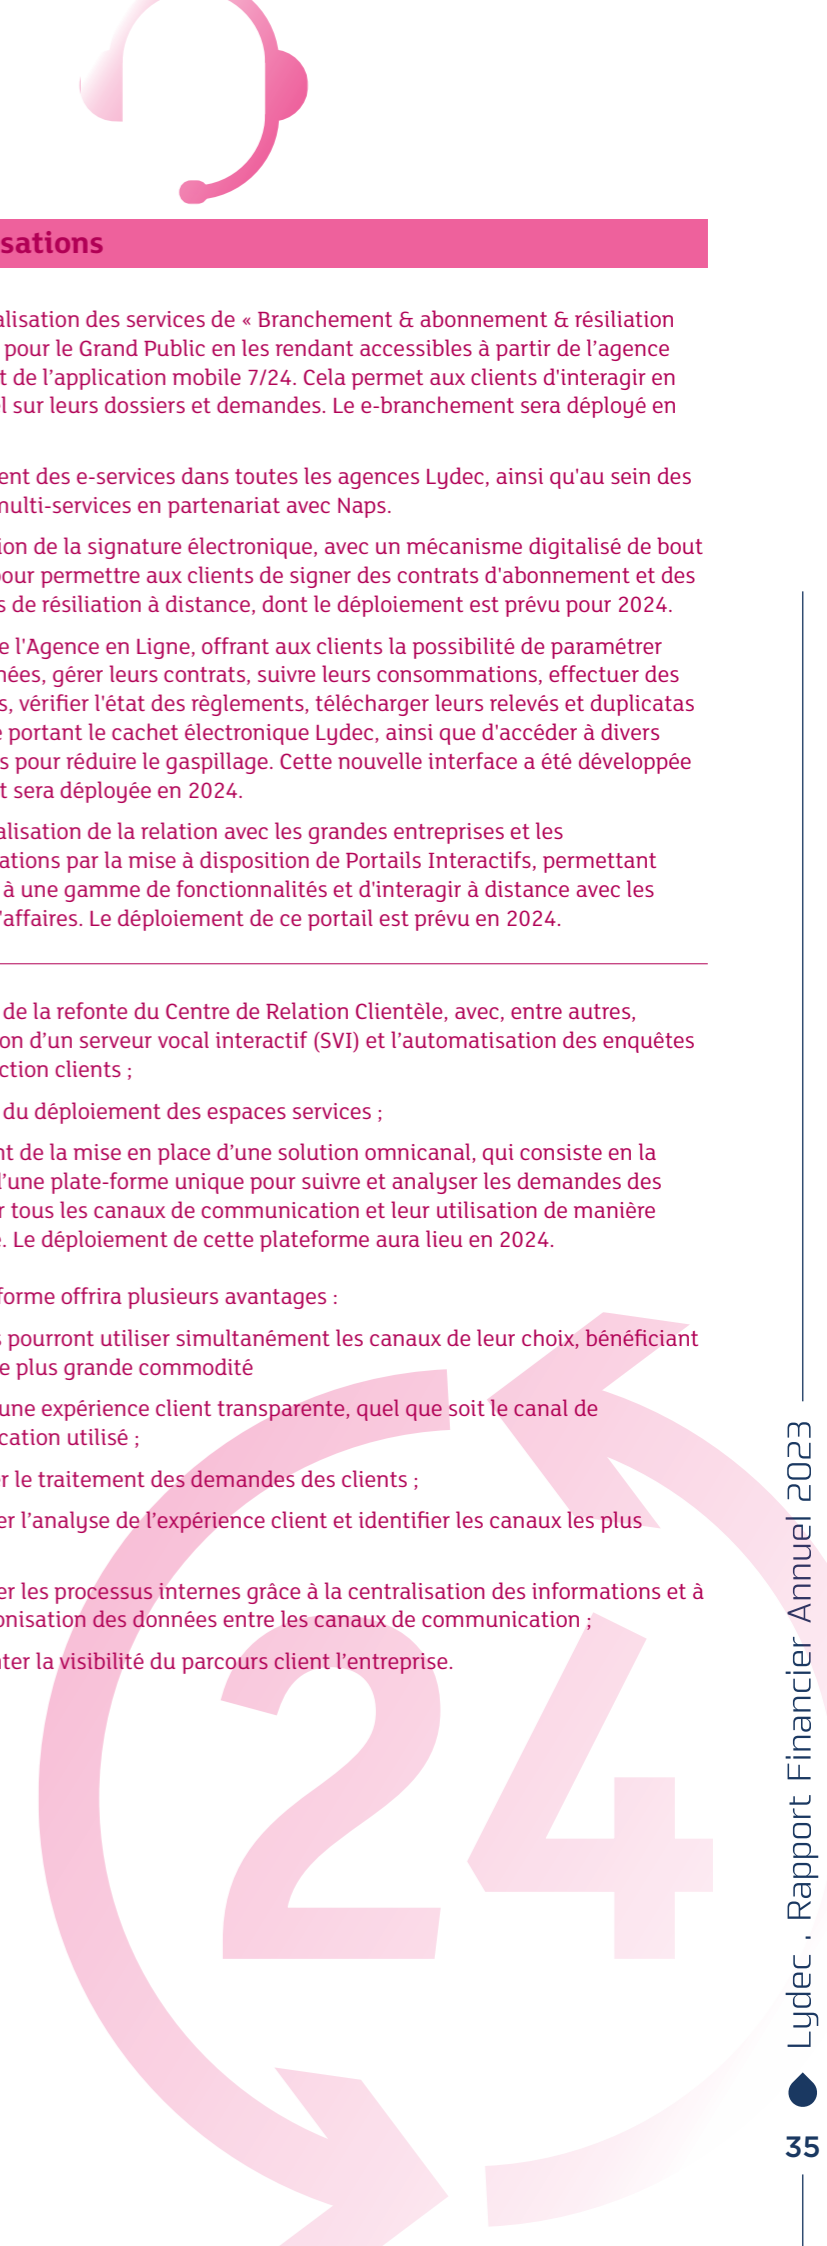 sations
alisation des services de « Branchement & abonnement & résiliation
pour le Grand Public en les rendant accessibles à partir de l’agence
t de l’application mobile 7/24. Cela permet aux clients d'interagir en
el sur leurs dossiers et demandes. Le e-branchement sera déployé en
ent des e-services dans toutes les agences Lydec, ainsi qu'au sein des
multi-services en partenariat avec Naps.
ion de la signature électronique, avec un mécanisme digitalisé de bout
pour permettre aux clients de signer des contrats d'abonnement et des
s de résiliation à distance, dont le déploiement est prévu pour 2024.
e l'Agence en Ligne, offrant aux clients la possibilité de paramétrer
nées, gérer leurs contrats, suivre leurs consommations, effectuer des
s, vérifier l'état des règlements, télécharger leurs relevés et duplicatas
e portant le cachet électronique Lydec, ainsi que d'accéder à divers
s pour réduire le gaspillage. Cette nouvelle interface a été développée
t sera déployée en 2024.
alisation de la relation avec les grandes entreprises et les
ations par la mise à disposition de Portails Interactifs, permettant
à une gamme de fonctionnalités et d'interagir à distance avec les
'affaires. Le déploiement de ce portail est prévu en 2024.
de la refonte du Centre de Relation Clientèle, avec, entre autres,
on d’un serveur vocal interactif (SVI) et l’automatisation des enquêtes
ction clients ;
du déploiement des espaces services ;
nt de la mise en place d’une solution omnicanal, qui consiste en la
d’une plate-forme unique pour suivre et analyser les demandes des
r tous les canaux de communication et leur utilisation de manière
e. Le déploiement de cette plateforme aura lieu en 2024.
forme offrira plusieurs avantages :
s pourront utiliser simultanément les canaux de leur choix, bénéficiant
e plus grande commodité
une expérience client transparente, quel que soit le canal de
cation utilisé ;
er le traitement des demandes des clients ;
er l’analyse de l’expérience client et identifier les canaux les plus
er les processus internes grâce à la centralisation des informations et à
onisation des données entre les canaux de communication ;
nter la visibilité du parcours client l’entreprise.
24
Lydec . Rapport Financier Annuel 2023
35